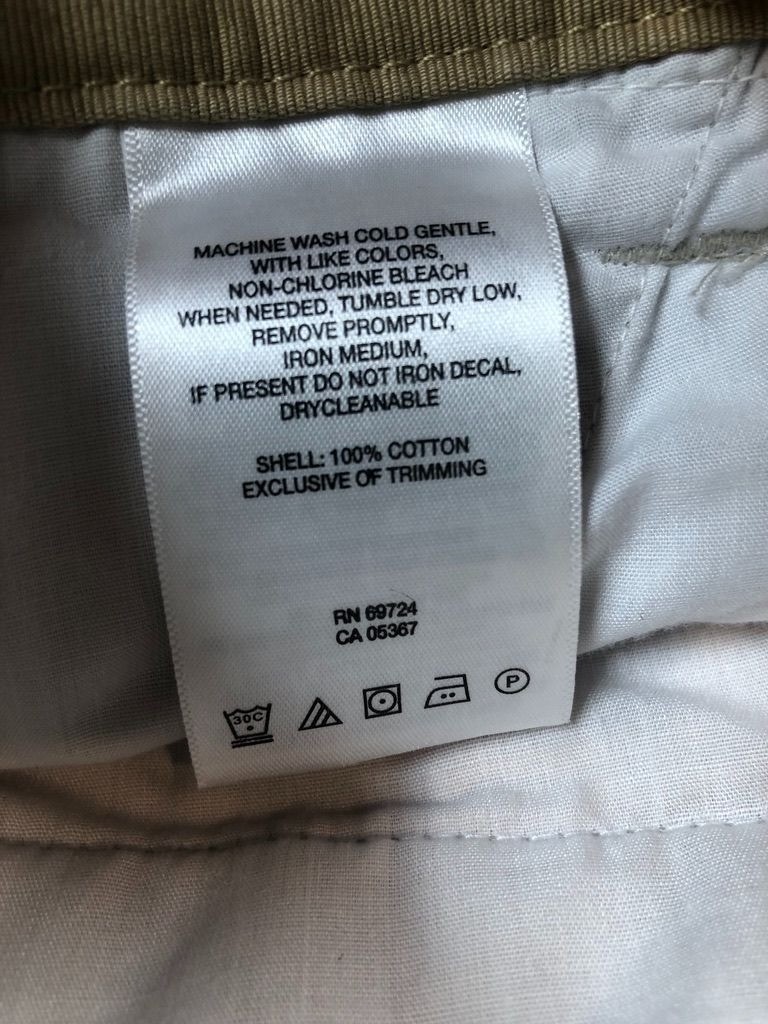 MACHINE WASH COLD GENTLE,
WITH LIKE COLORS,
NON-CHLORINE BLEACH
WHEN NEEDED, TUMBLE DRY LOW,
REMOVE PROMPTLY,
IRON MEDIUM,
IF PRESENT DO NOT IRON DECAL,
DRYCLEANABLE
SHELL: 100% COTTON
EXCLUSIVE OF TRIMMING
RN 69724
CA 05367
30C
P